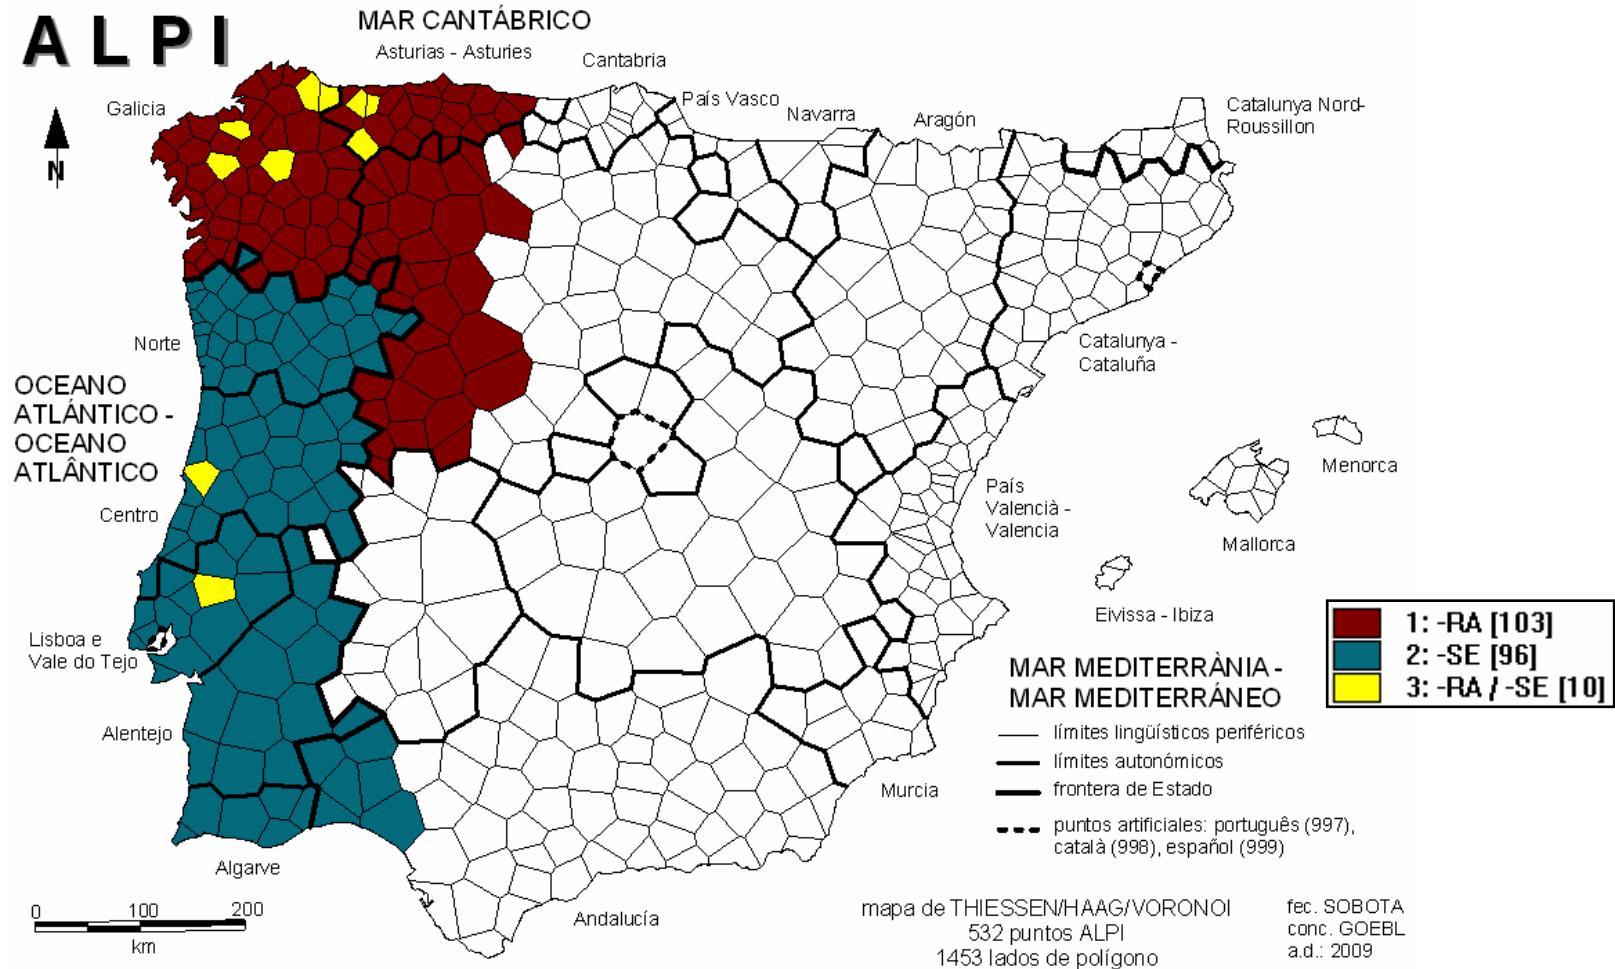 A L P I
MAR CANTÁBRICO
Asturias - Asturies
Cantabria
Galicia
País Vasco
Navarra
Aragón
Catalunya Nord-
Roussillon
N
Norte
OCEANO
ATLÁNTICO -
OCEANO
ATLÂNTICO
Catalunya -
Cataluña
Menorca
Centro
País
Valencià -
Valencia
Mallorca
Eivissa - Ibiza
Lisboa e
Vale do Tejo
1: -RA [103]
2: -SE [96]
3: -RA / -SE [10]
MAR MEDITERRÀNIA -
MAR MEDITERRÁNEO
Alentejo
límites lingüísticos periféricos
límites autonómicos
Murcia
frontera de Estado
puntos artificiales: português (997),
català (998), español (999)
Algarve
Andalucía
0 100 200
km
mapa de THIESSEN/HAAG/VORONOI
532 puntos ALPI
1453 lados de polígono
fec. SOBOTA
conc. GOEBL
a.d.: 2009